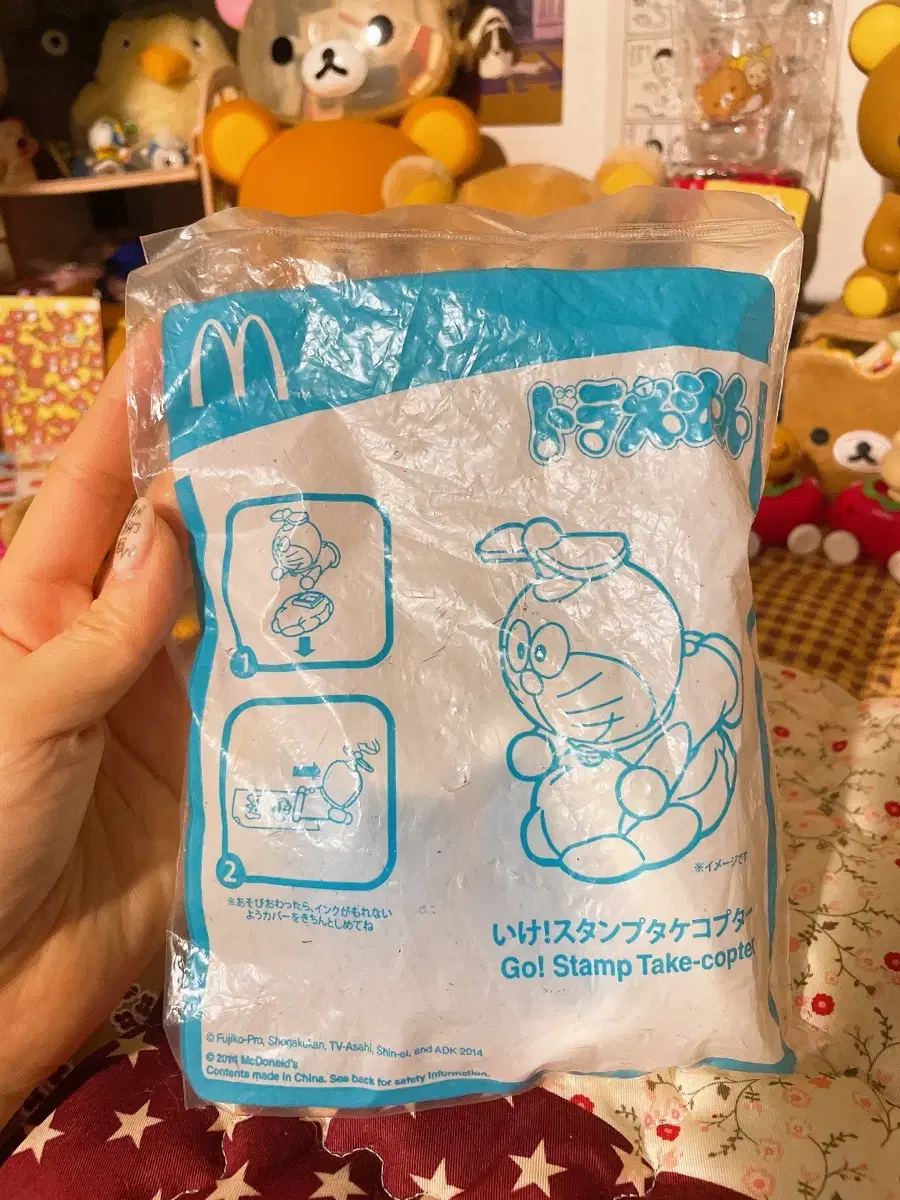 ドラえもん
1
2
※あそびおわったら、インクがもれない
ようカバーをきちんとしめてね
※イメージです
いけ!スタンプタケコプター
Go! Stamp Take-copter
© Fujiko-Pro, Shogakukan, TV-Asahi, Shin-ei, and ADK 2014
© 2014 McDonald's
Contents made in China. See back for safety information.